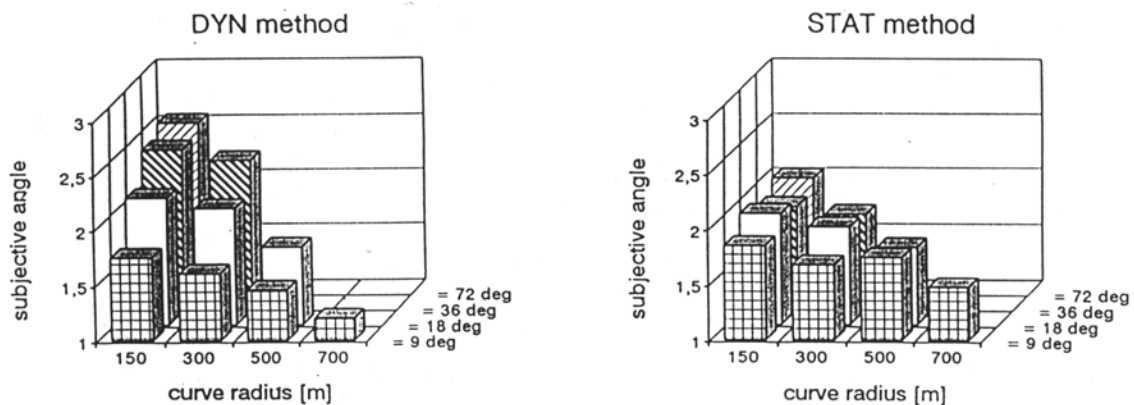 DYN method
subjective angle
3
2,5
2
1,5
1
150 300 500 700
= 72 deg
= 36 deg
= 18 deg
= 9 deg
curve radius [m]
STAT method
subjective angle
3
2,5
2
1,5
1
150 300 500 700
= 72 deg
= 36 deg
= 18 deg
= 9 deg
curve radius [m]